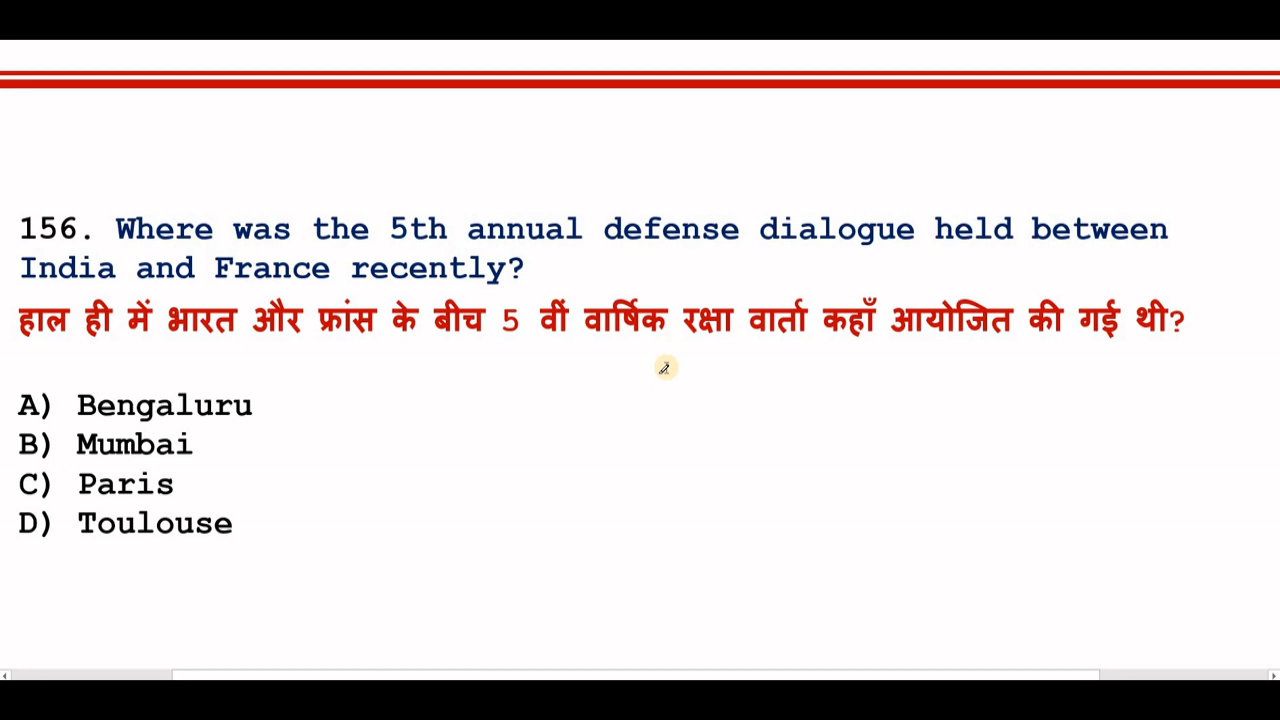 156. Where was the 5th annual defense dialogue held between
India and France recently?
हाल ही में भारत और फ्रांस के बीच 5 वीं वार्षिक रक्षा वार्ता कहाँ आयोजित की गई थी?
A) Bengaluru
B) Mumbai
C) Paris
D) Toulouse